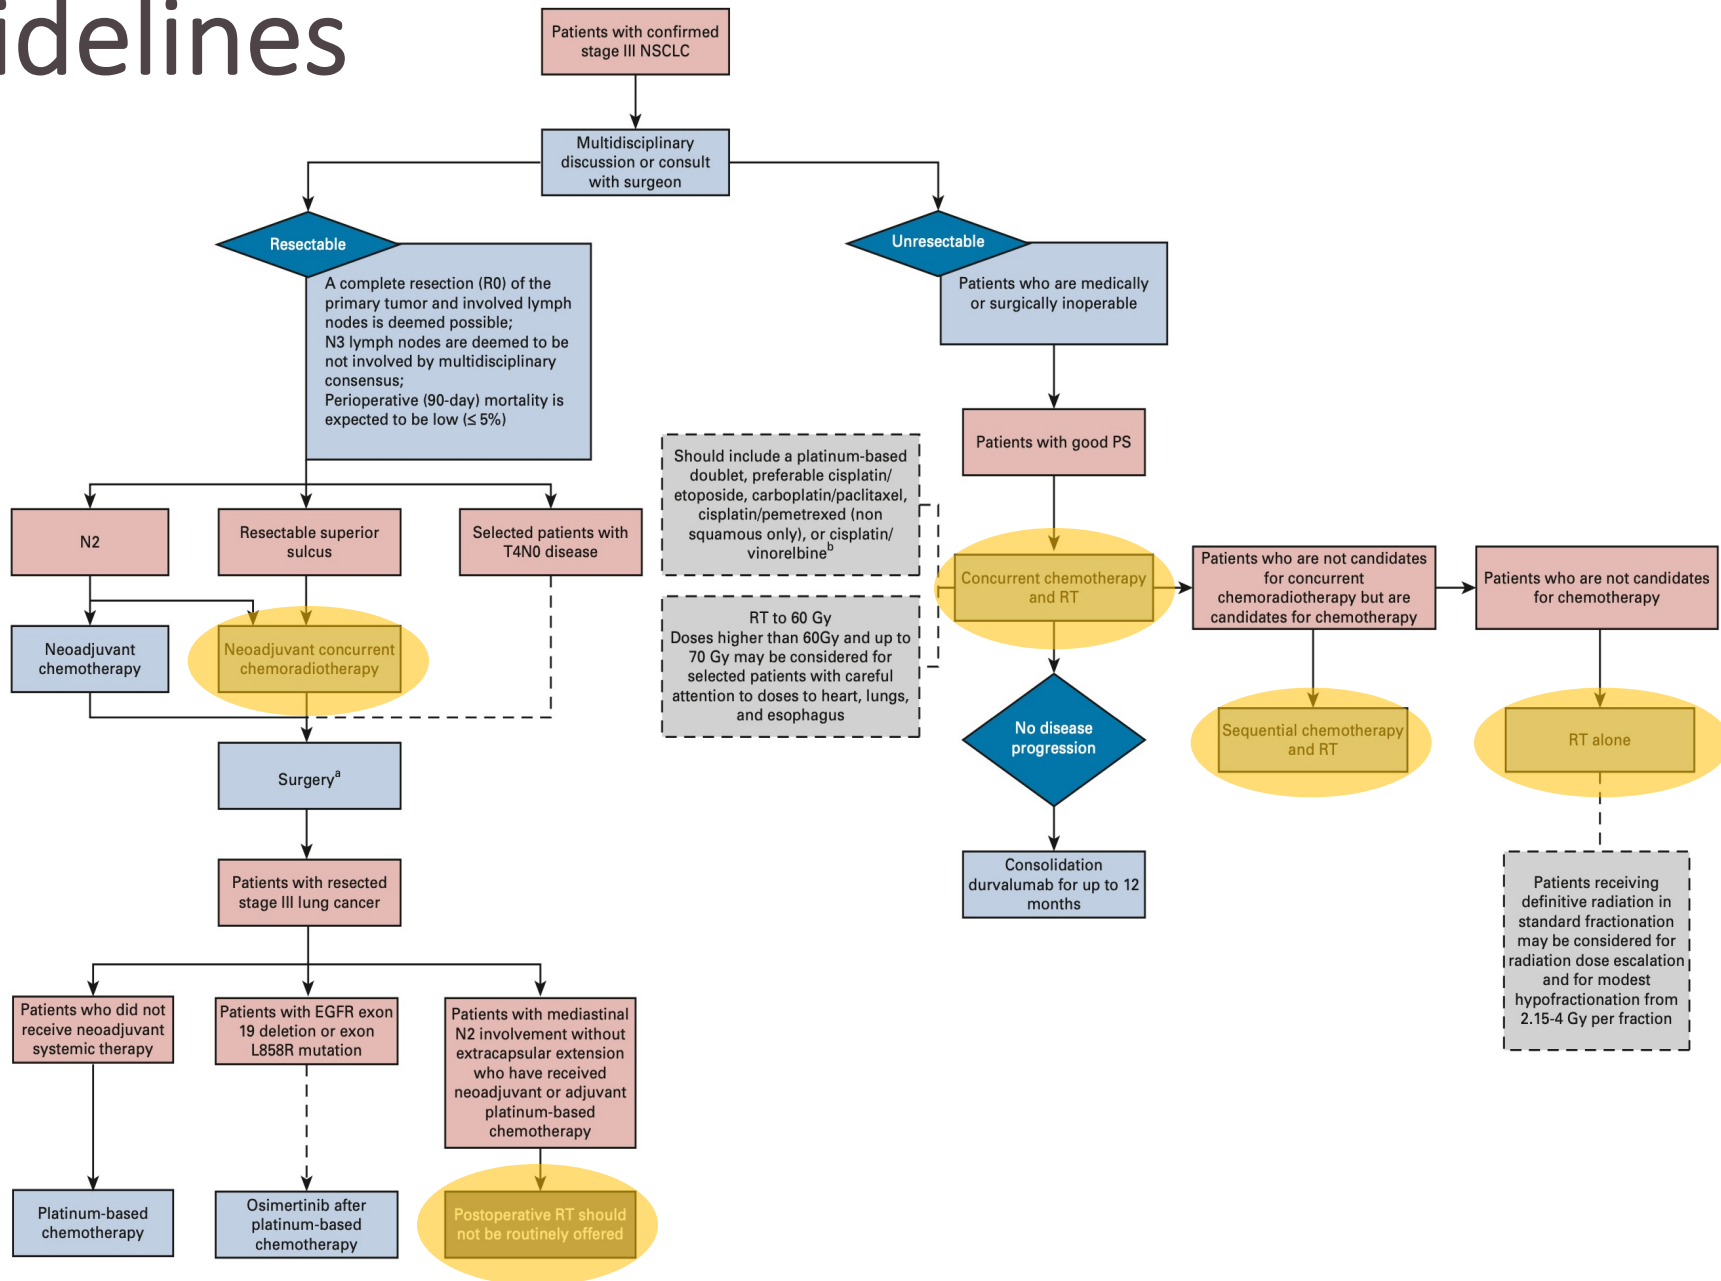 idelines
Patients with confirmed
stage III NSCLC
Multidisciplinary
discussion or consult
with surgeon
Resectable
A complete resection (R0) of the
primary tumor and involved lymph
nodes is deemed possible;
N3 lymph nodes are deemed to be
not involved by multidisciplinary
consensus;
Perioperative (90-day) mortality is
expected to be low (≤ 5%)
Unresectable
Patients who are medically
or surgically inoperable
Patients with good PS
Should include a platinum-based
doublet, preferable cisplatin/
etoposide, carboplatin/paclitaxel,
cisplatin/pemetrexed (non
squamous only), or cisplatin/
vinorelbineb
RT to 60 Gy
Doses higher than 60Gy and up to
70 Gy may be considered for
selected patients with careful
attention to doses to heart, lungs,
and esophagus
Concurrent chemotherapy
and RT
Patients who are not candidates
for concurrent
chemoradiotherapy but are
candidates for chemotherapy
Patients who are not candidates
for chemotherapy
N2
Resectable superior
sulcus
Selected patients with
T4N0 disease
Neoadjuvant
chemotherapy
Neoadjuvant concurrent
chemoradiotherapy
No disease
progression
Sequential chemotherapy
and RT
RT alone
Surgerya
Consolidation
durvalumab for up to 12
months
Patients receiving
definitive radiation in
standard fractionation
may be considered for
radiation dose escalation
and for modest
hypofractionation from
2.15-4 Gy per fraction
Patients with resected
stage III lung cancer
Patients who did not
receive neoadjuvant
systemic therapy
Patients with EGFR exon
19 deletion or exon
L858R mutation
Patients with mediastinal
N2 involvement without
extracapsular extension
who have received
neoadjuvant or adjuvant
platinum-based
chemotherapy
Platinum-based
chemotherapy
Osimertinib after
platinum-based
chemotherapy
Postoperative RT should
not be routinely offered